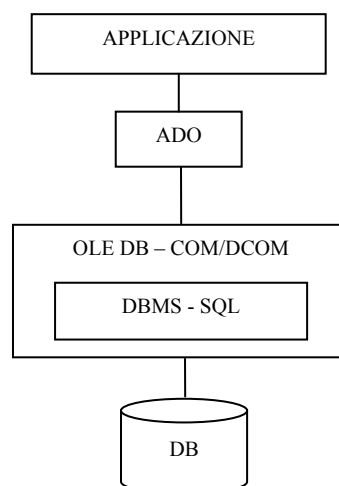 APPLICAZIONE
ADO
OLE DB – COM/DCOM
DBMS - SQL
DB